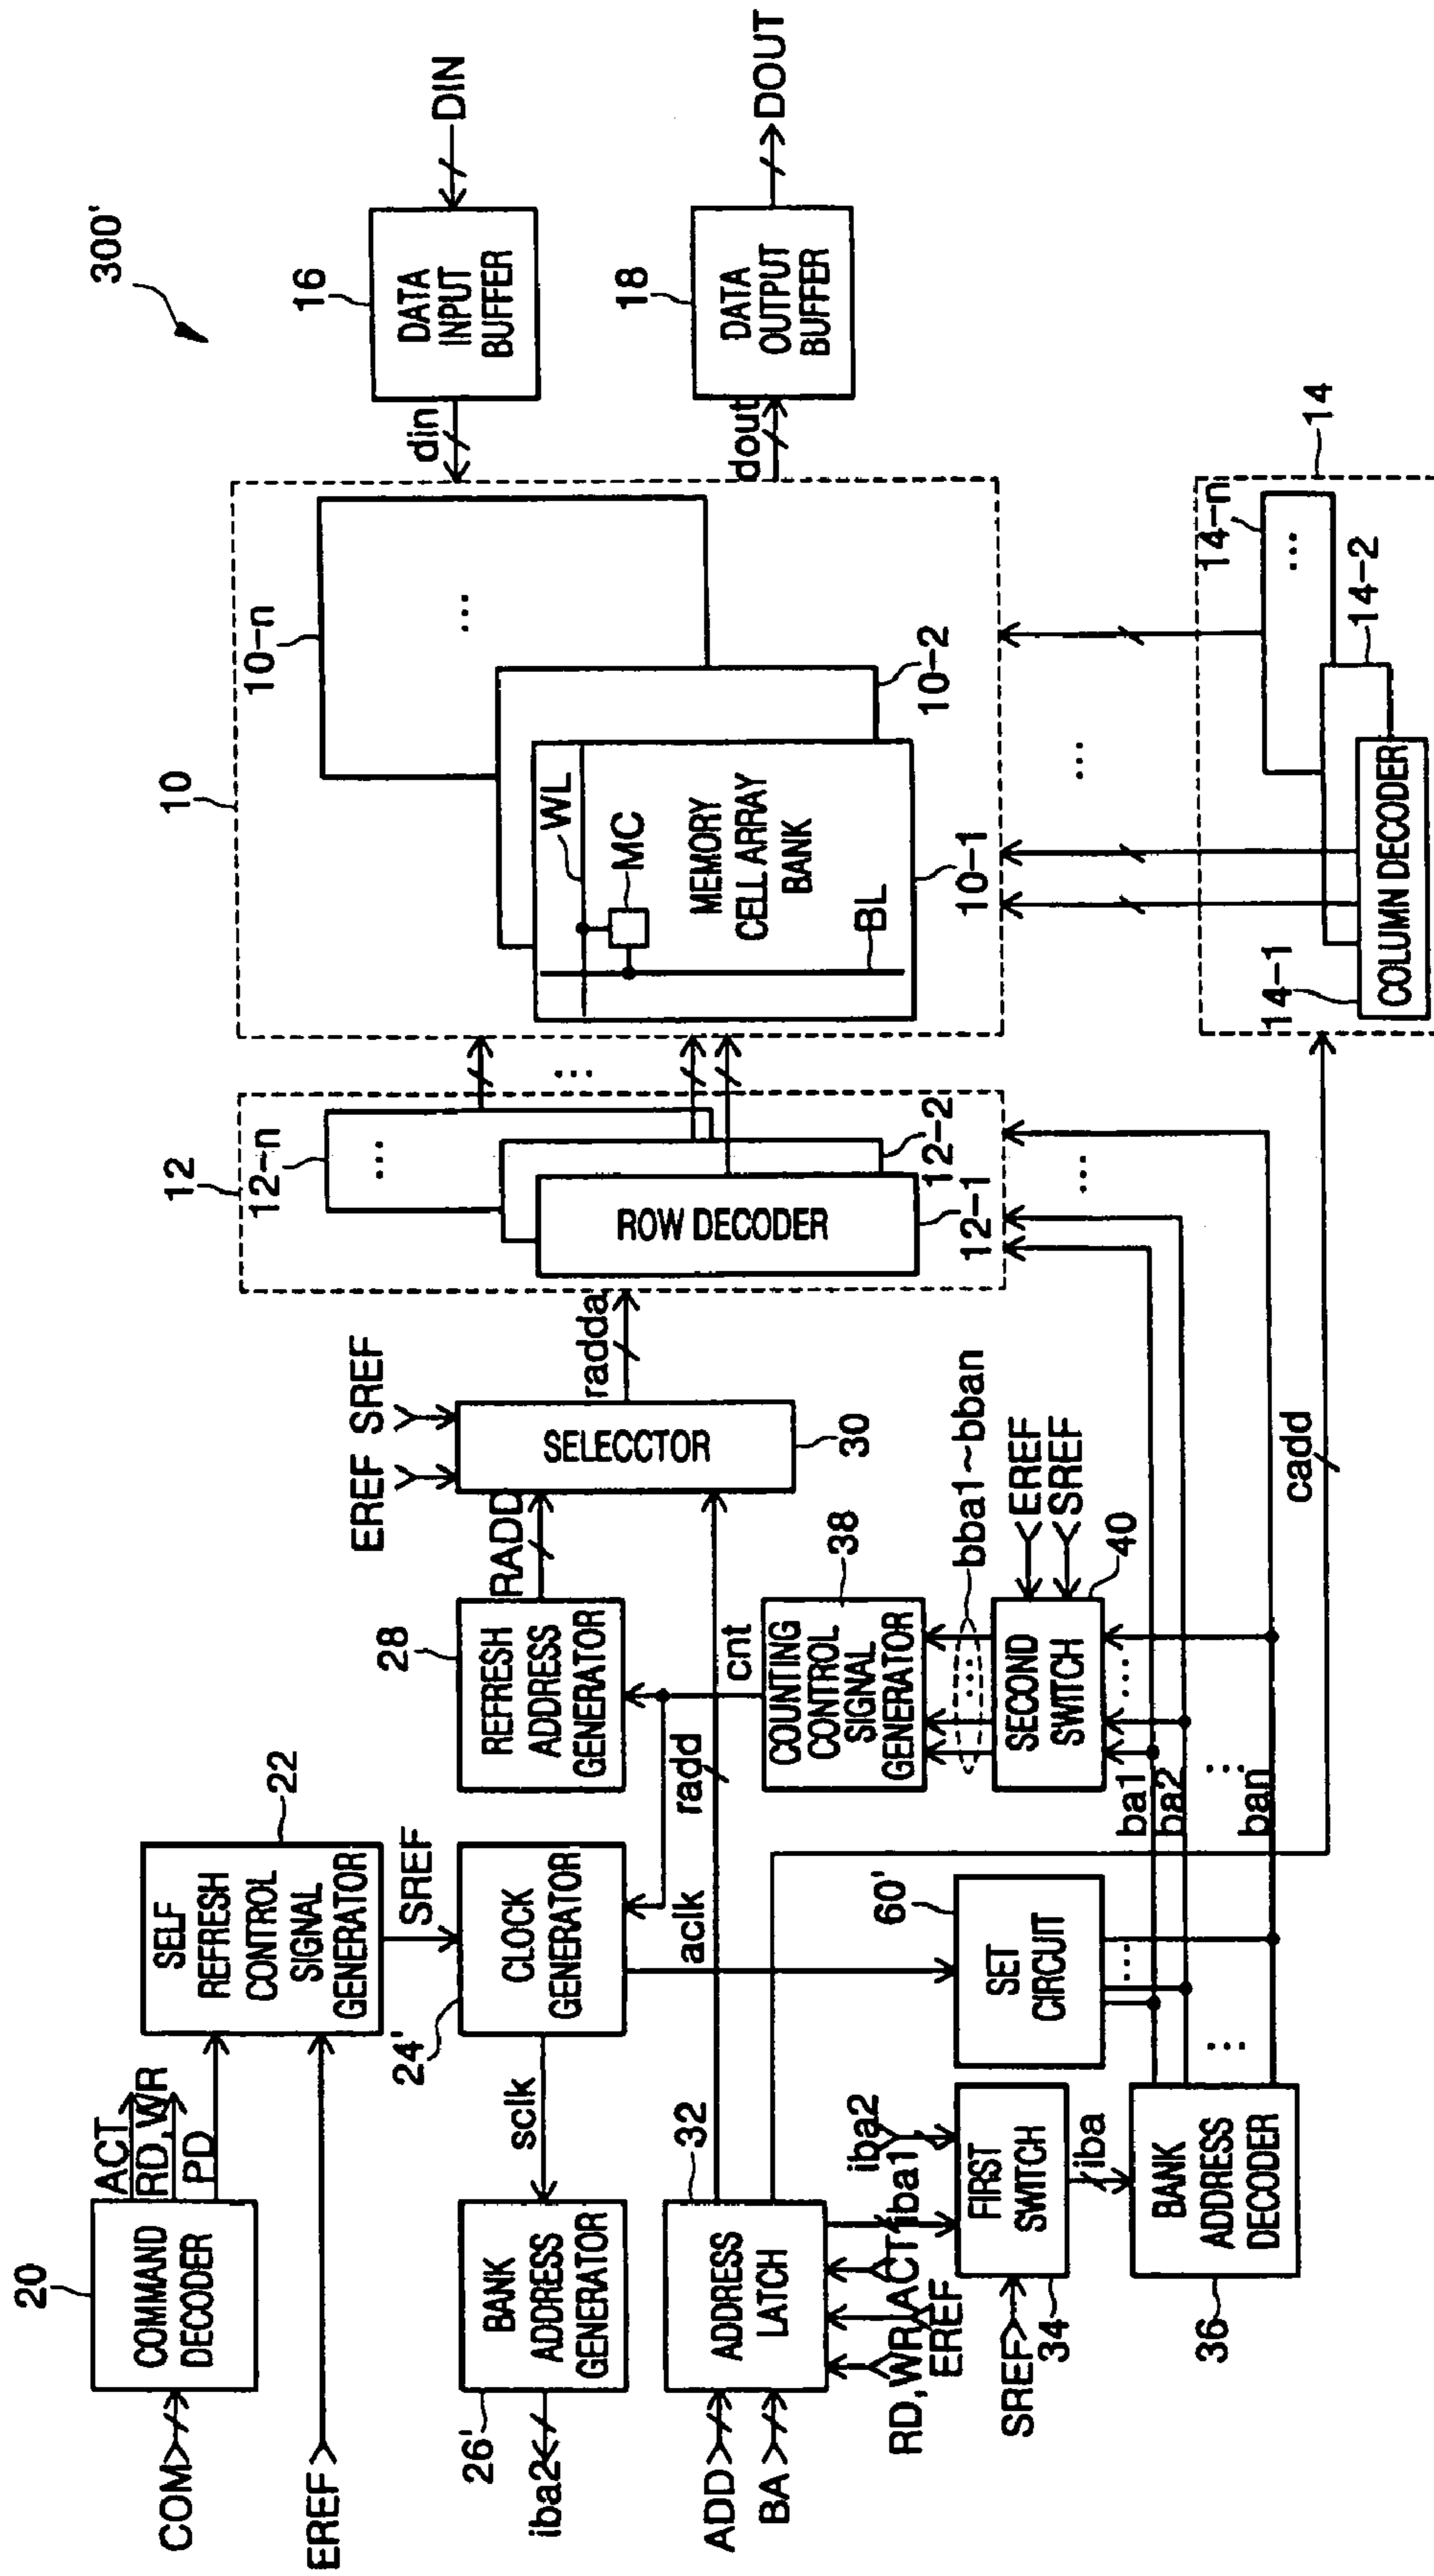 300'
COM
20
COMMAND
DECODER
ACT
RD,WR
PD
EREF
22
SELF
REFRESH
CONTROL
SIGNAL
GENERATOR
SREF
24'
CLOCK
GENERATOR
sclk
aclk
26'
BANK
ADDRESS
GENERATOR
iba2
28
REFRESH
ADDRESS
GENERATOR
RADD
cnt
EREF SREF
SELECCTOR
30
radda
ADD
BA
32
ADDRESS
LATCH
radd
RD,WR,ACT
EREF
iba1
iba2
FIRST
SWITCH
SREF
34
iba
BANK
ADDRESS
DECODER
36
60'
SET
CIRCUIT
...
...
ba1
ba2
...
ban
38
COUNTING
CONTROL
SIGNAL
GENERATOR
bba1~bban
...
SECOND
SWITCH
40
EREF
SREF
...
cadd
12
12-n
...
12-2
ROW DECODER
12-1
...
...
10
10-n
...
10-2
WL
MC
MEMORY
CELL ARRAY
BANK
BL
10-1
...
14
14-n
...
14-2
14-1
COLUMN DECODER
din
16
DATA
INPUT
BUFFER
DIN
dout
18
DATA
OUTPUT
BUFFER
DOUT